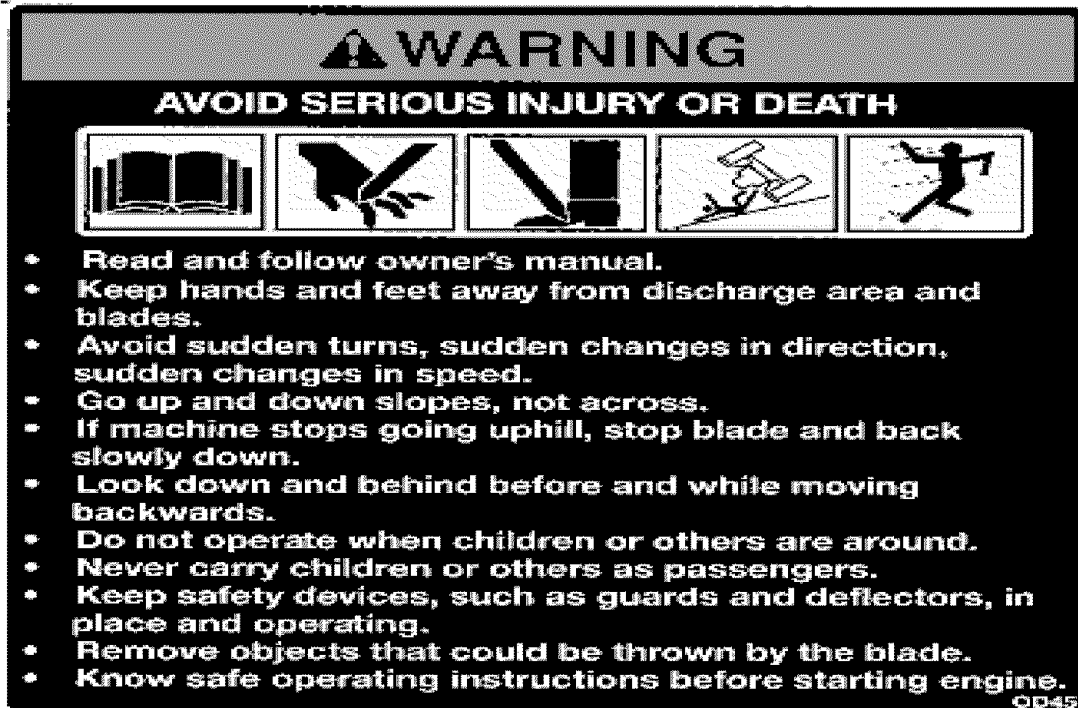 WARNING
AVOID SERIOUS INJURY OR DEATH
• Read and follow owner's manual.
• Keep hands and feet away from discharge area and
blades.
• Avoid sudden turns, sudden changes in direction,
sudden changes in speed.
• Go up and down slopes, not across.
• If machine stops going uphill, stop blade and back
slowly down.
• Look down and behind before and while moving
backwards.
• Do not operate when children or others are around.
• Never carry children or others as passengers.
• Keep safety devices, such as guards and deflectors, in
place and operating.
• Remove objects that could be thrown by the blade.
• Know safe operating instructions before starting engine.